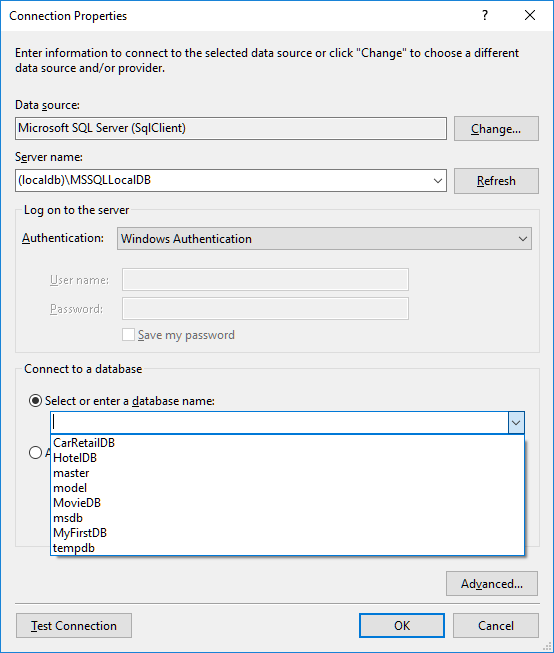 Connection Properties
?
Enter information to connect to the selected data source or click "Change" to choose a different
data source and/or provider.
Data source:
Microsoft SQL Server (SqlClient)
Change...
Server name:
(localdb)\MSSQLLocalDB
Refresh
Log on to the server
Authentication:
Windows Authentication
User name:
Password:
Save my password
Connect to a database
Select or enter a database name:
A
CarRetailDB
HotelDB
master
model
MovieDB
msdb
MyFirstDB
tempdb
Advanced...
Test Connection
OK
Cancel